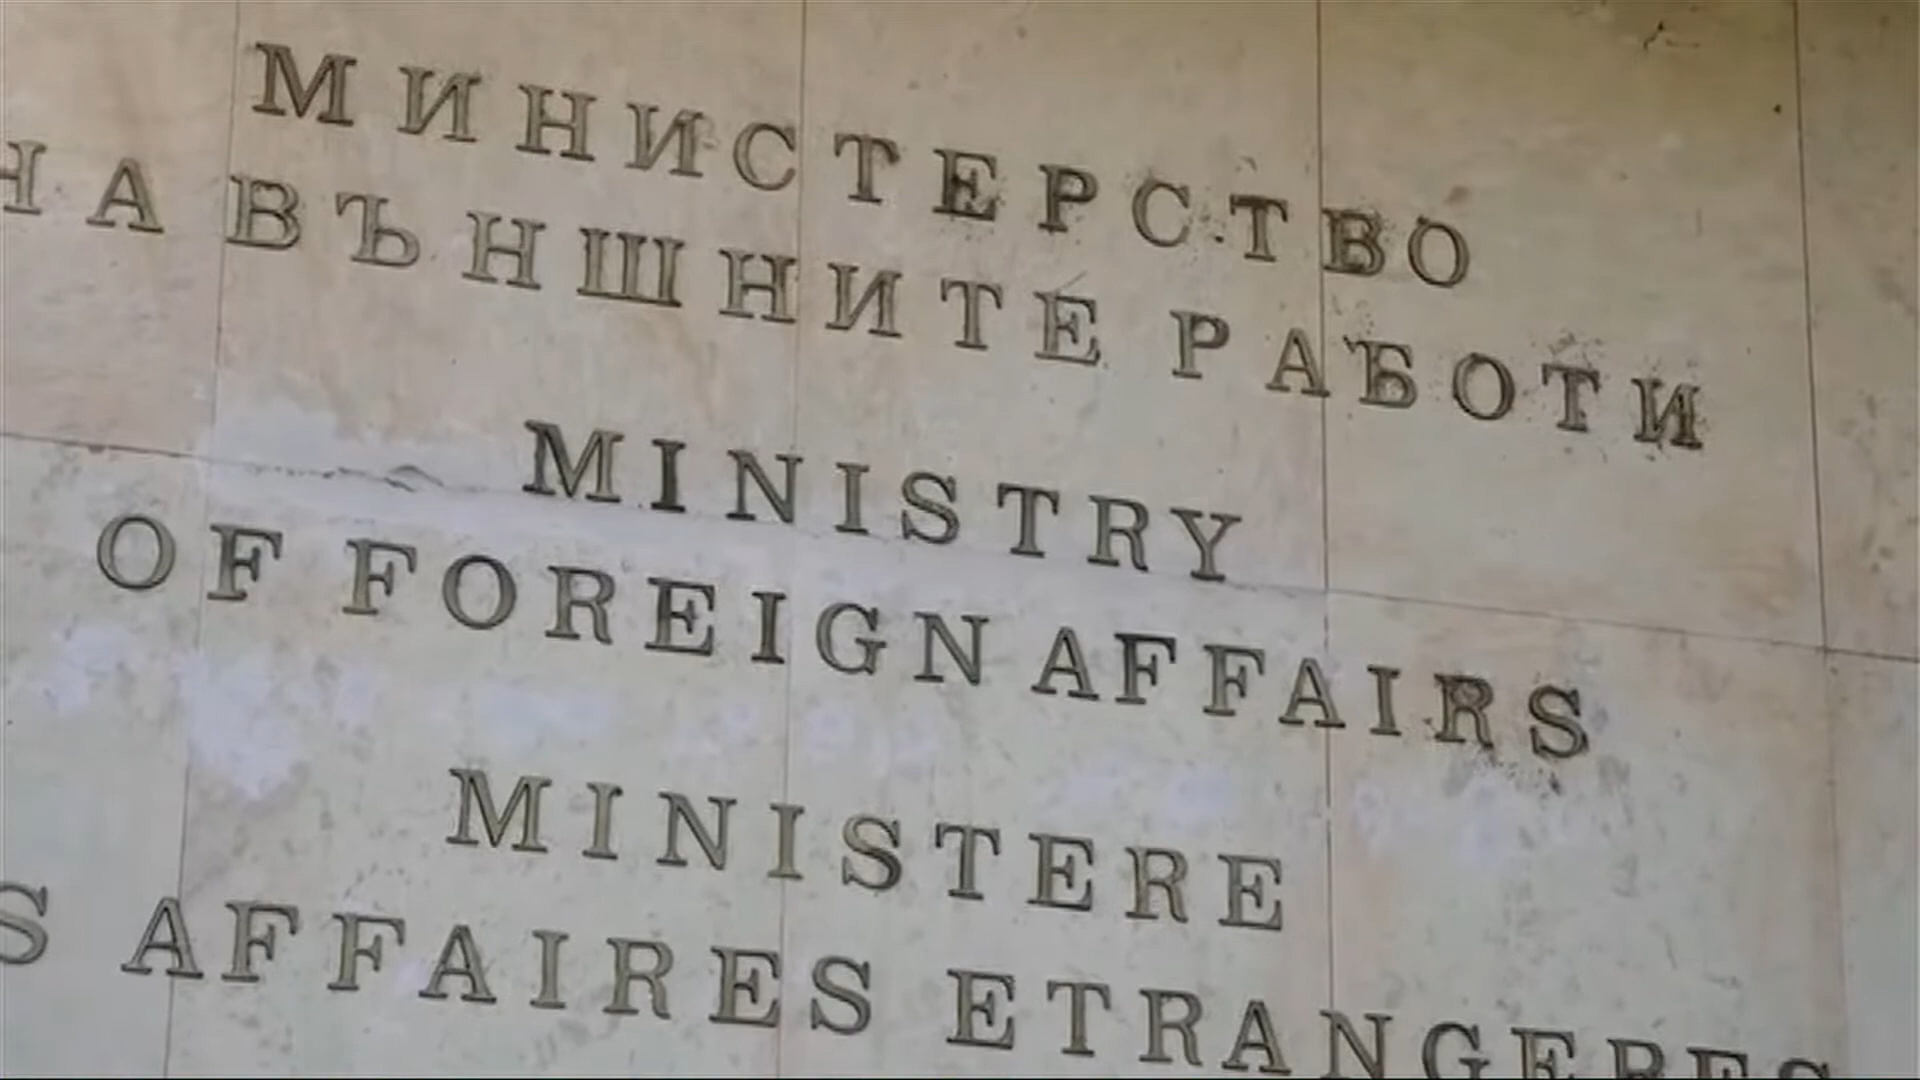 МИНИСТЕРСТВО
НА ВЪНШНИТЕ РАБОТИ
MINISTRY
OF FOREIGN AFFAIRS
MINISTERE
AFFAIRES ETRANGERES